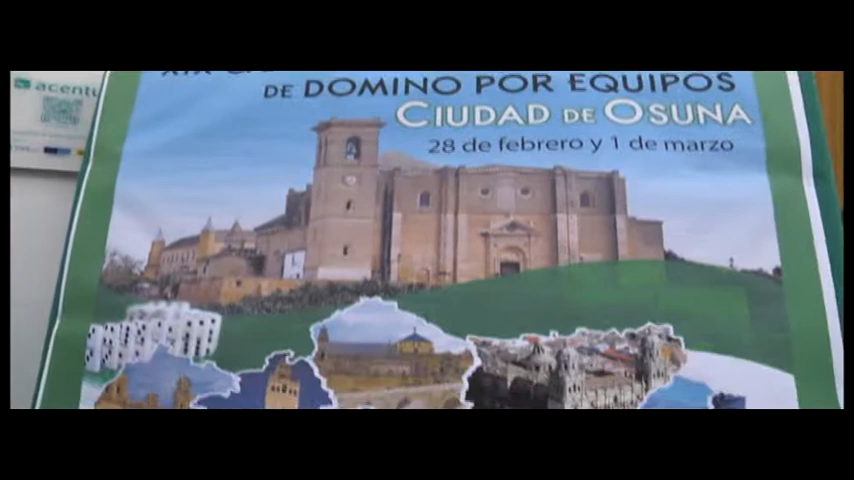 DE DOMINO POR EQUIPOS
CIUDAD DE OSUNA
28 de febrero y 1 de marzo